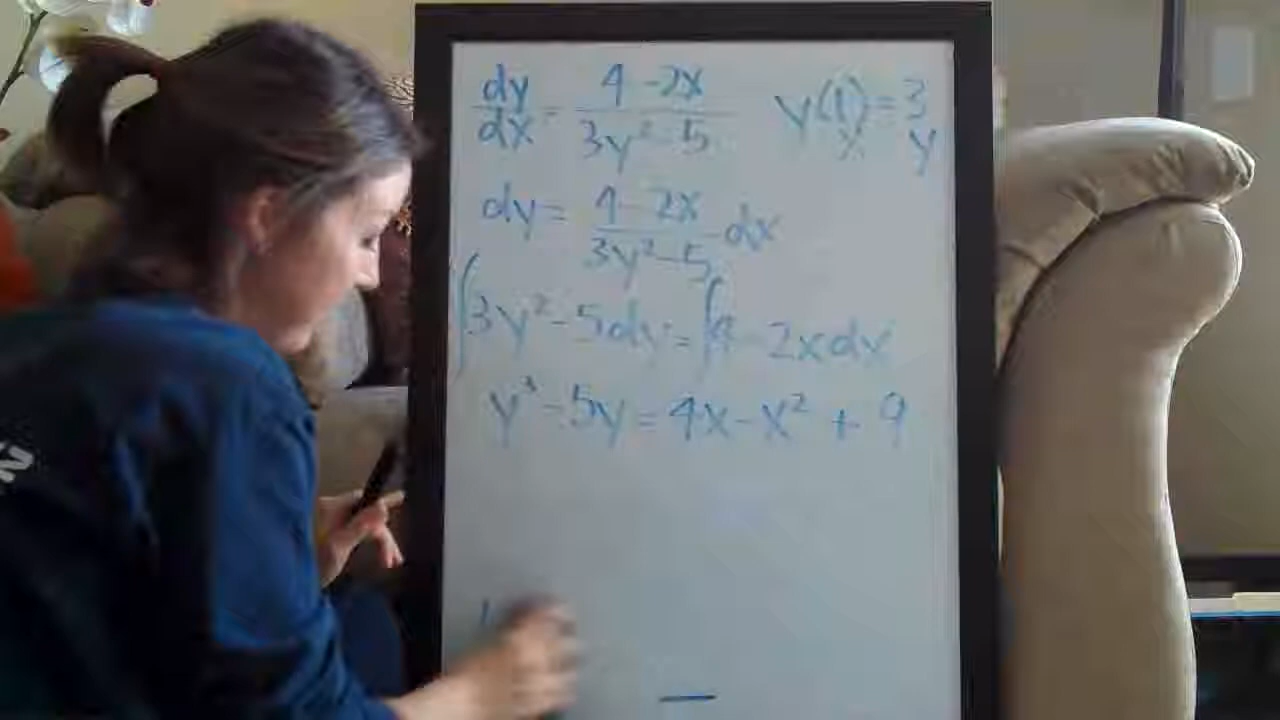 dy/dx = (4-2x)/(3y²-5) y(1)=3
x y
dy = (4-2x)/(3y²-5) dx
∫3y²-5dy = ∫4-2xdx
y³-5y = 4x-x² + 9